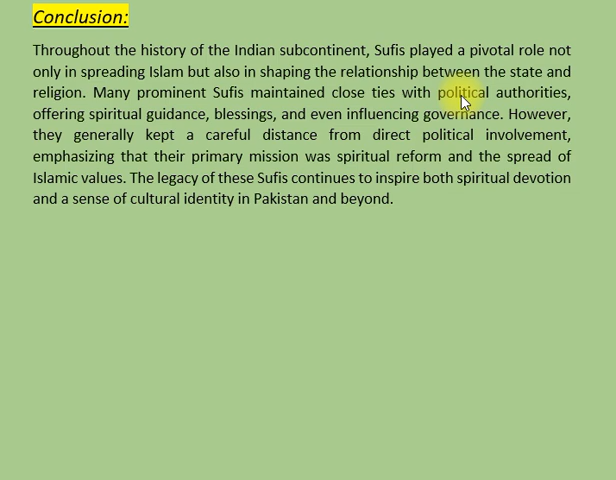 Conclusion:
Throughout the history of the Indian subcontinent, Sufis played a pivotal role not
only in spreading Islam but also in shaping the relationship between the state and
religion. Many prominent Sufis maintained close ties with political authorities,
offering spiritual guidance, blessings, and even influencing governance. However,
they generally kept a careful distance from direct political involvement,
emphasizing that their primary mission was spiritual reform and the spread of
Islamic values. The legacy of these Sufis continues to inspire both spiritual devotion
and a sense of cultural identity in Pakistan and beyond.